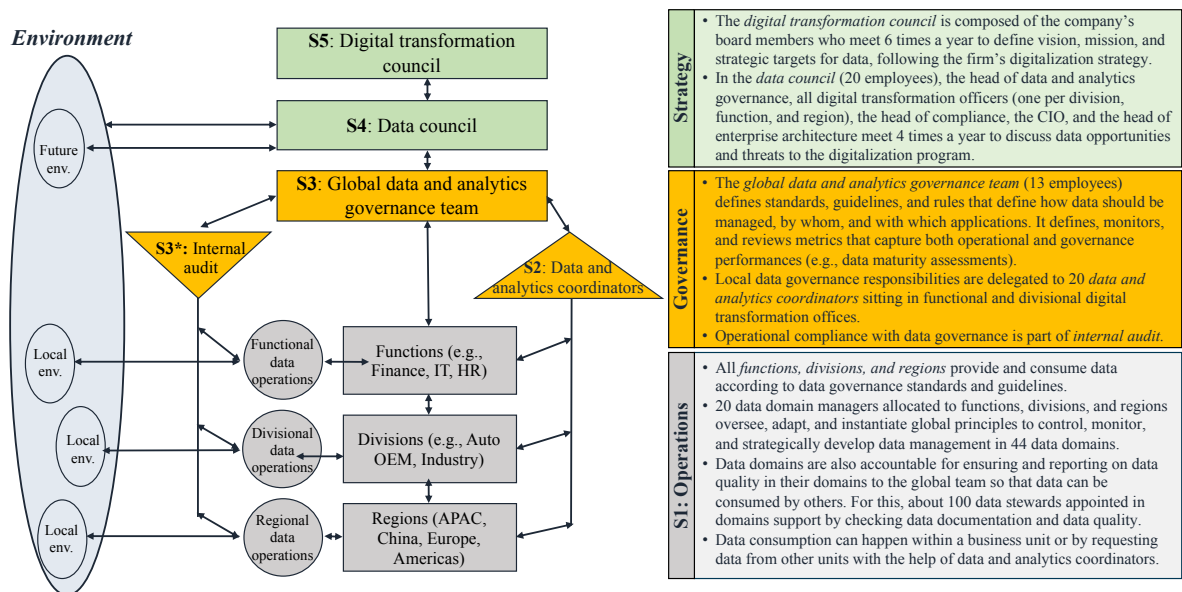 Environment
S5: Digital transformation
council
S4: Data council
Future
env.
S3: Global data and analytics
governance team
S3*: Internal
audit
S2: Data and
analytics coordinators
Local
env.
Functional
data
operations
Functions (e.g.,
Finance, IT, HR)
Local
env.
Divisional
data
operations
Divisions (e.g., Auto
OEM, Industry)
Local
env.
Regional
data
operations
Regions (APAC,
China, Europe,
Americas)
Strategy
• The digital transformation council is composed of the company's
board members who meet 6 times a year to define vision, mission, and
strategic targets for data, following the firm's digitalization strategy.
• In the data council (20 employees), the head of data and analytics
governance, all digital transformation officers (one per division,
function, and region), the head of compliance, the CIO, and the head of
enterprise architecture meet 4 times a year to discuss data opportunities
and threats to the digitalization program.
Governance
• The global data and analytics governance team (13 employees)
defines standards, guidelines, and rules that define how data should be
managed, by whom, and with which applications. It defines, monitors,
and reviews metrics that capture both operational and governance
performances (e.g., data maturity assessments).
• Local data governance responsibilities are delegated to 20 data and
analytics coordinators sitting in functional and divisional digital
transformation offices.
• Operational compliance with data governance is part of internal audit.
S1: Operations
• All functions, divisions, and regions provide and consume data
according to data governance standards and guidelines.
• 20 data domain managers allocated to functions, divisions, and regions
oversee, adapt, and instantiate global principles to control, monitor,
and strategically develop data management in 44 data domains.
• Data domains are also accountable for ensuring and reporting on data
quality in their domains to the global team so that data can be
consumed by others. For this, about 100 data stewards appointed in
domains support by checking data documentation and data quality.
• Data consumption can happen within a business unit or by requesting
data from other units with the help of data and analytics coordinators.